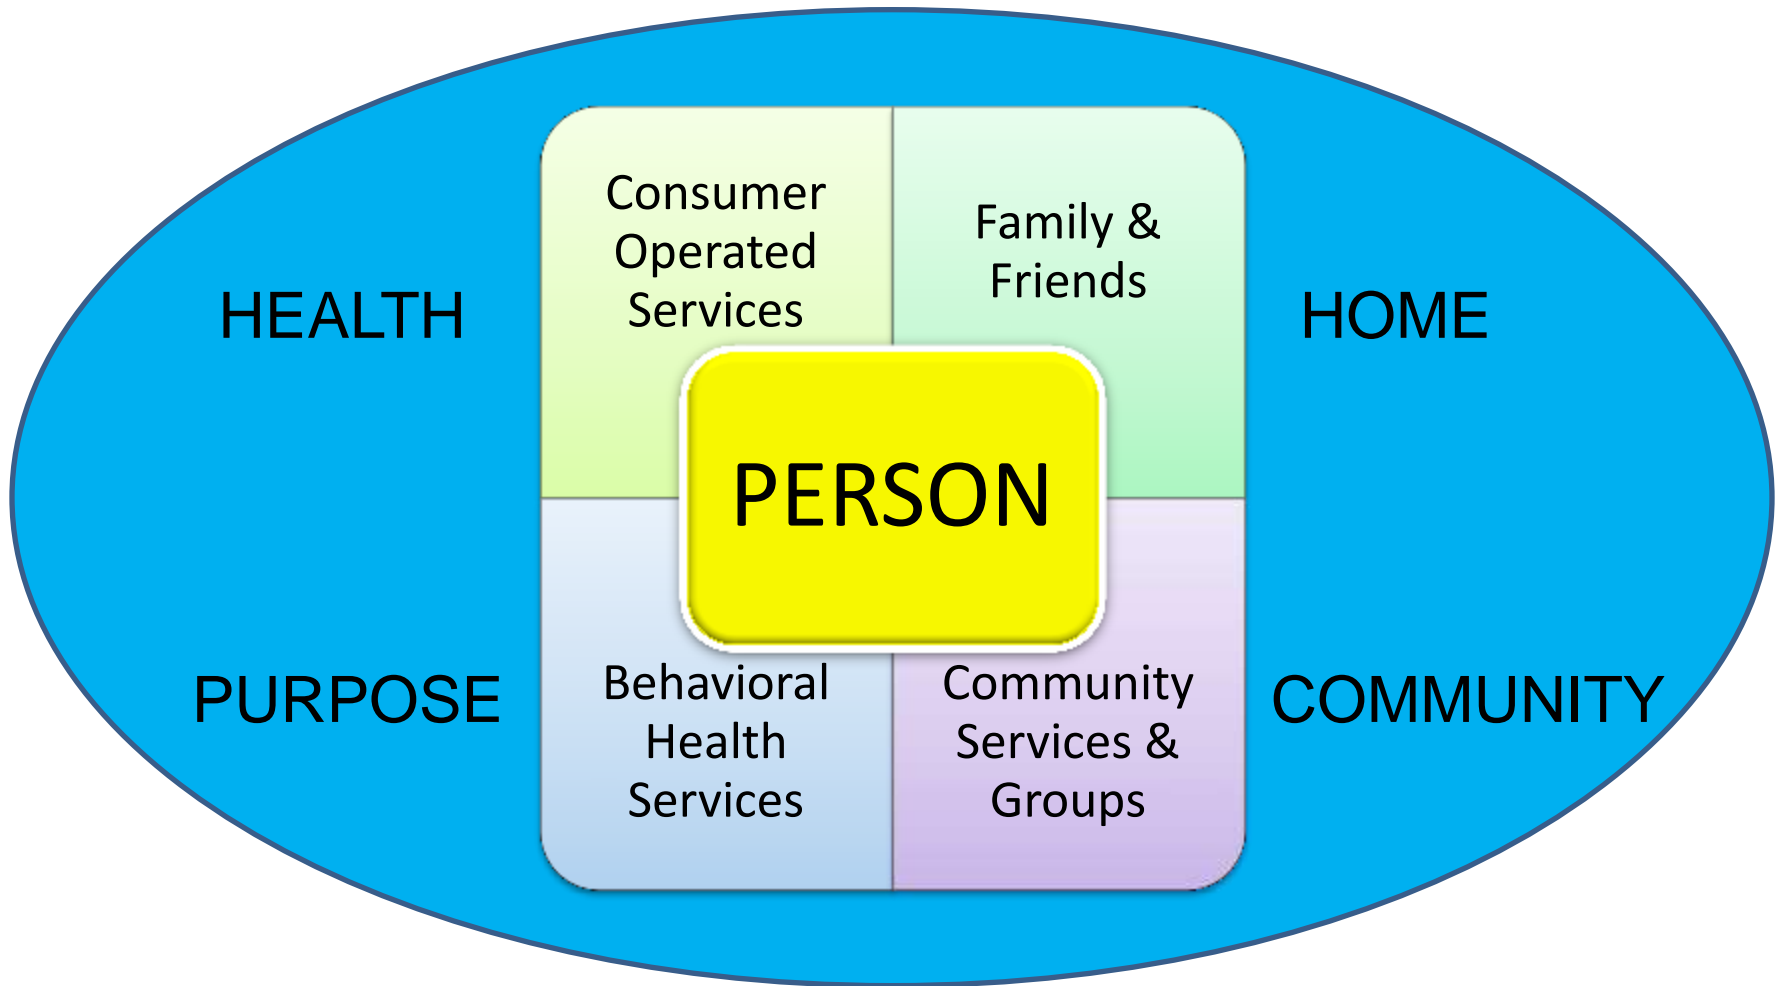 Consumer
Operated
Services
Family &
Friends
HEALTH
HOME
PERSON
PURPOSE
Behavioral
Health
Services
Community
Services &
Groups
COMMUNITY